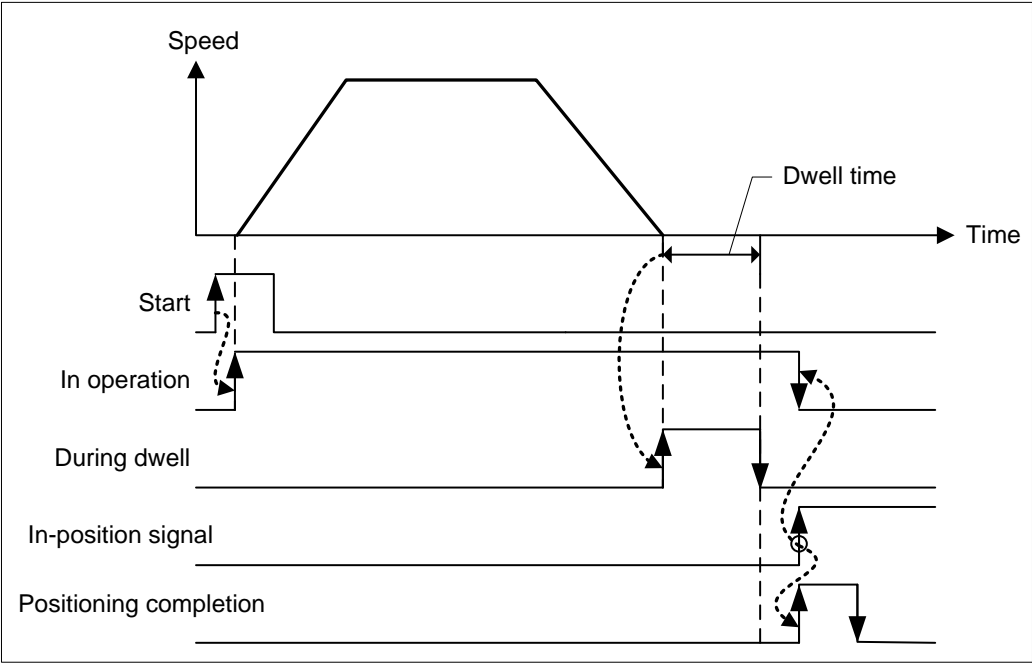 Speed
Dwell time
Time
Start
In operation
During dwell
In-position signal
Positioning completion